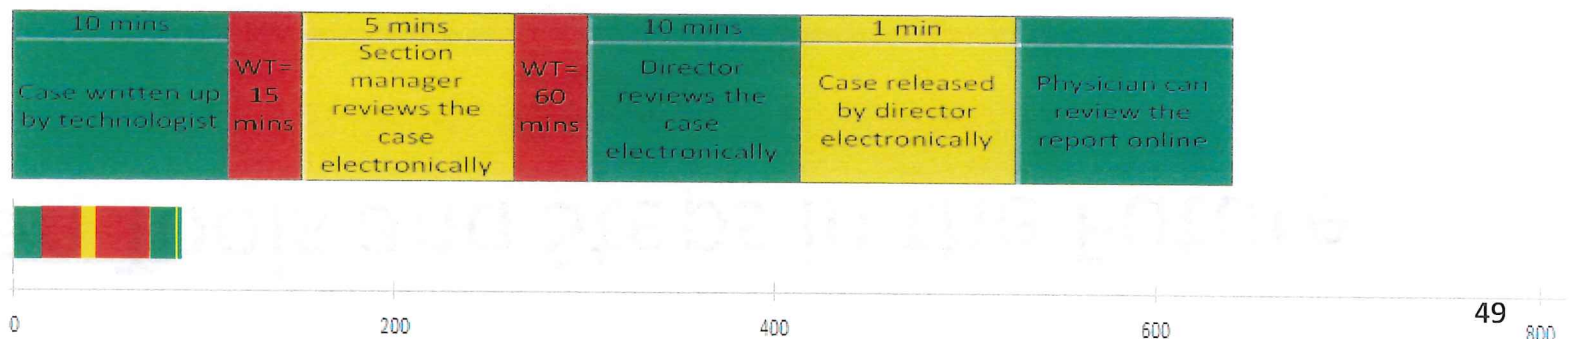 10 mins
Case written up
by technologist
WT=
15
mins
5 mins
Section
manager
reviews the
case
electronically
WT=
60
mins
10 mins
Director
reviews the
case
electronically
1 min
Case released
by director
electronically
Physician can
review the
report online
0
200
400
600
800
49